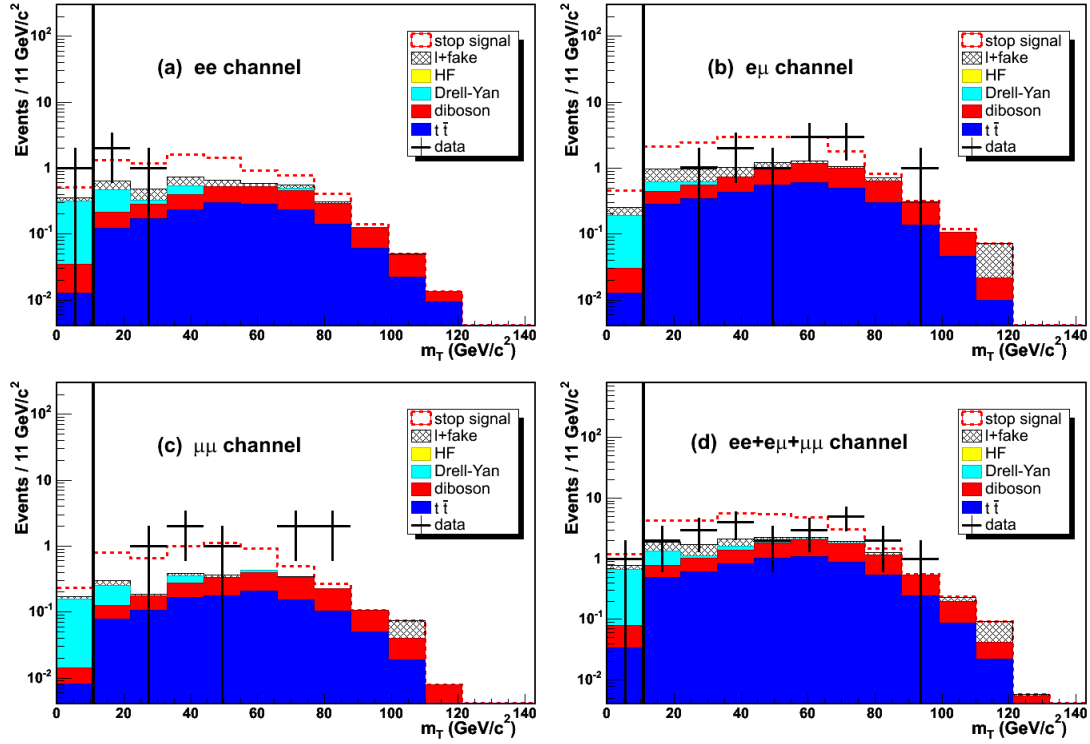 Events / 11 GeV/c²
10²
10
1
10⁻¹
10⁻²
(a) ee channel
stop signal
l+fake
HF
Drell-Yan
diboson
t t̄
data
0 20 40 60 80 100 120 140
m_T (GeV/c²)
Events / 11 GeV/c²
10²
10
1
10⁻¹
10⁻²
(b) eμ channel
stop signal
l+fake
HF
Drell-Yan
diboson
t t̄
data
0 20 40 60 80 100 120 140
m_T (GeV/c²)
Events / 11 GeV/c²
10²
10
1
10⁻¹
10⁻²
(c) μμ channel
stop signal
l+fake
HF
Drell-Yan
diboson
t t̄
data
0 20 40 60 80 100 120 140
m_T (GeV/c²)
Events / 11 GeV/c²
10²
10
1
10⁻¹
10⁻²
(d) ee+eμ+μμ channel
stop signal
l+fake
HF
Drell-Yan
diboson
t t̄
data
0 20 40 60 80 100 120 140
m_T (GeV/c²)